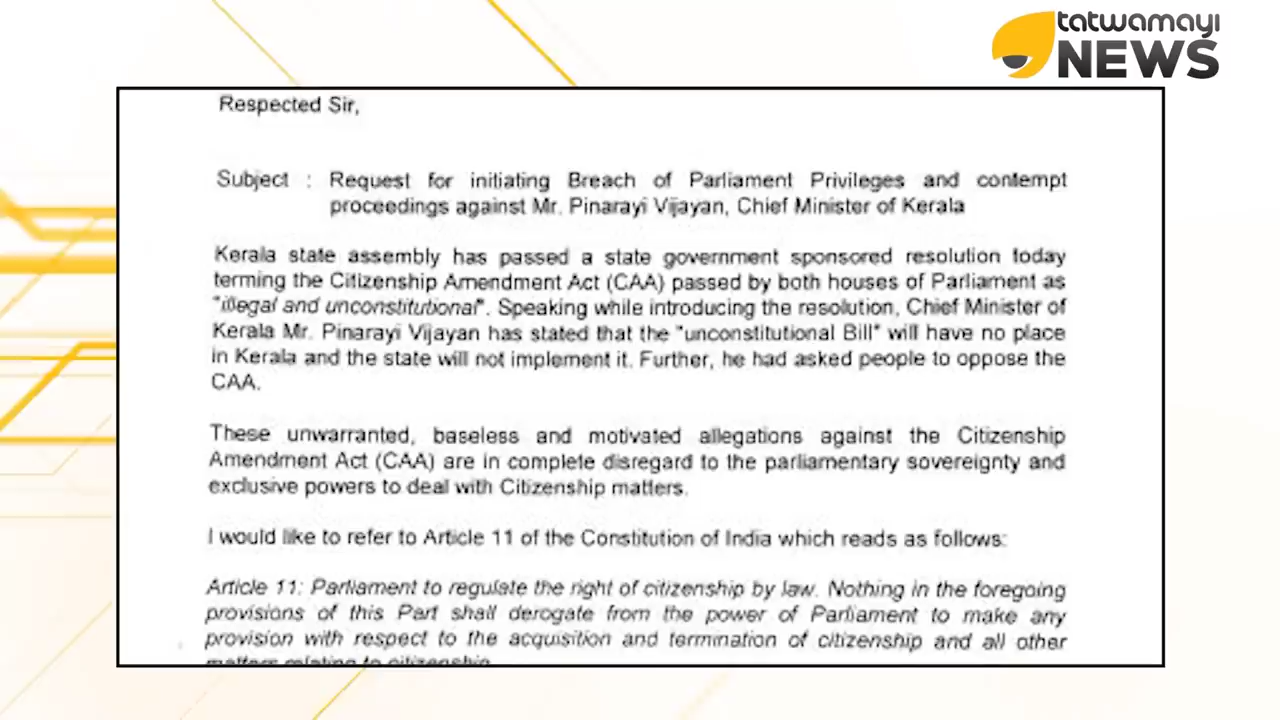 tatwamayi
NEWS
Respected Sir,
Subject : Request for initiating Breach of Parliament Privileges and contempt
proceedings against Mr. Pinarayi Vijayan, Chief Minister of Kerala
Kerala state assembly has passed a state government sponsored resolution today
terming the Citizenship Amendment Act (CAA) passed by both houses of Parliament as
"illegal and unconstitutional". Speaking while introducing the resolution, Chief Minister of
Kerala Mr. Pinarayi Vijayan has stated that the "unconstitutional Bill" will have no place
in Kerala and the state will not implement it. Further, he had asked people to oppose the
CAA.
These unwarranted, baseless and motivated allegations against the Citizenship
Amendment Act (CAA) are in complete disregard to the parliamentary sovereignty and
exclusive powers to deal with Citizenship matters.
I would like to refer to Article 11 of the Constitution of India which reads as follows:
Article 11: Parliament to regulate the right of citizenship by law. Nothing in the foregoing
provisions of this Part shall derogate from the power of Parliament to make any
provision with respect to the acquisition and termination of citizenship and all other
matters relating to citizenship